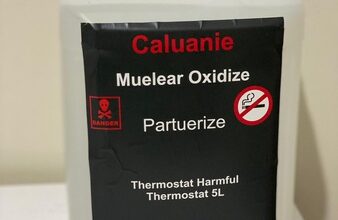 Caluanie
Muelear Oxidize
DANGER
Partuerize
Thermostat Harmful
Thermostat 5L